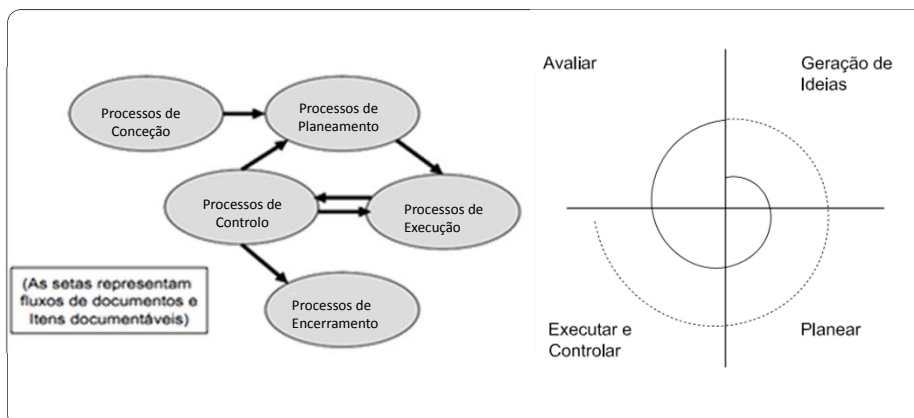 Processos de
Conceção
Processos de
Planeamento
Processos de
Controlo
Processos de
Execução
(As setas representam
fluxos de documentos e
Itens documentáveis)
Processos de
Encerramento
Avaliar
Geração de
Ideias
Executar e
Controlar
Planear